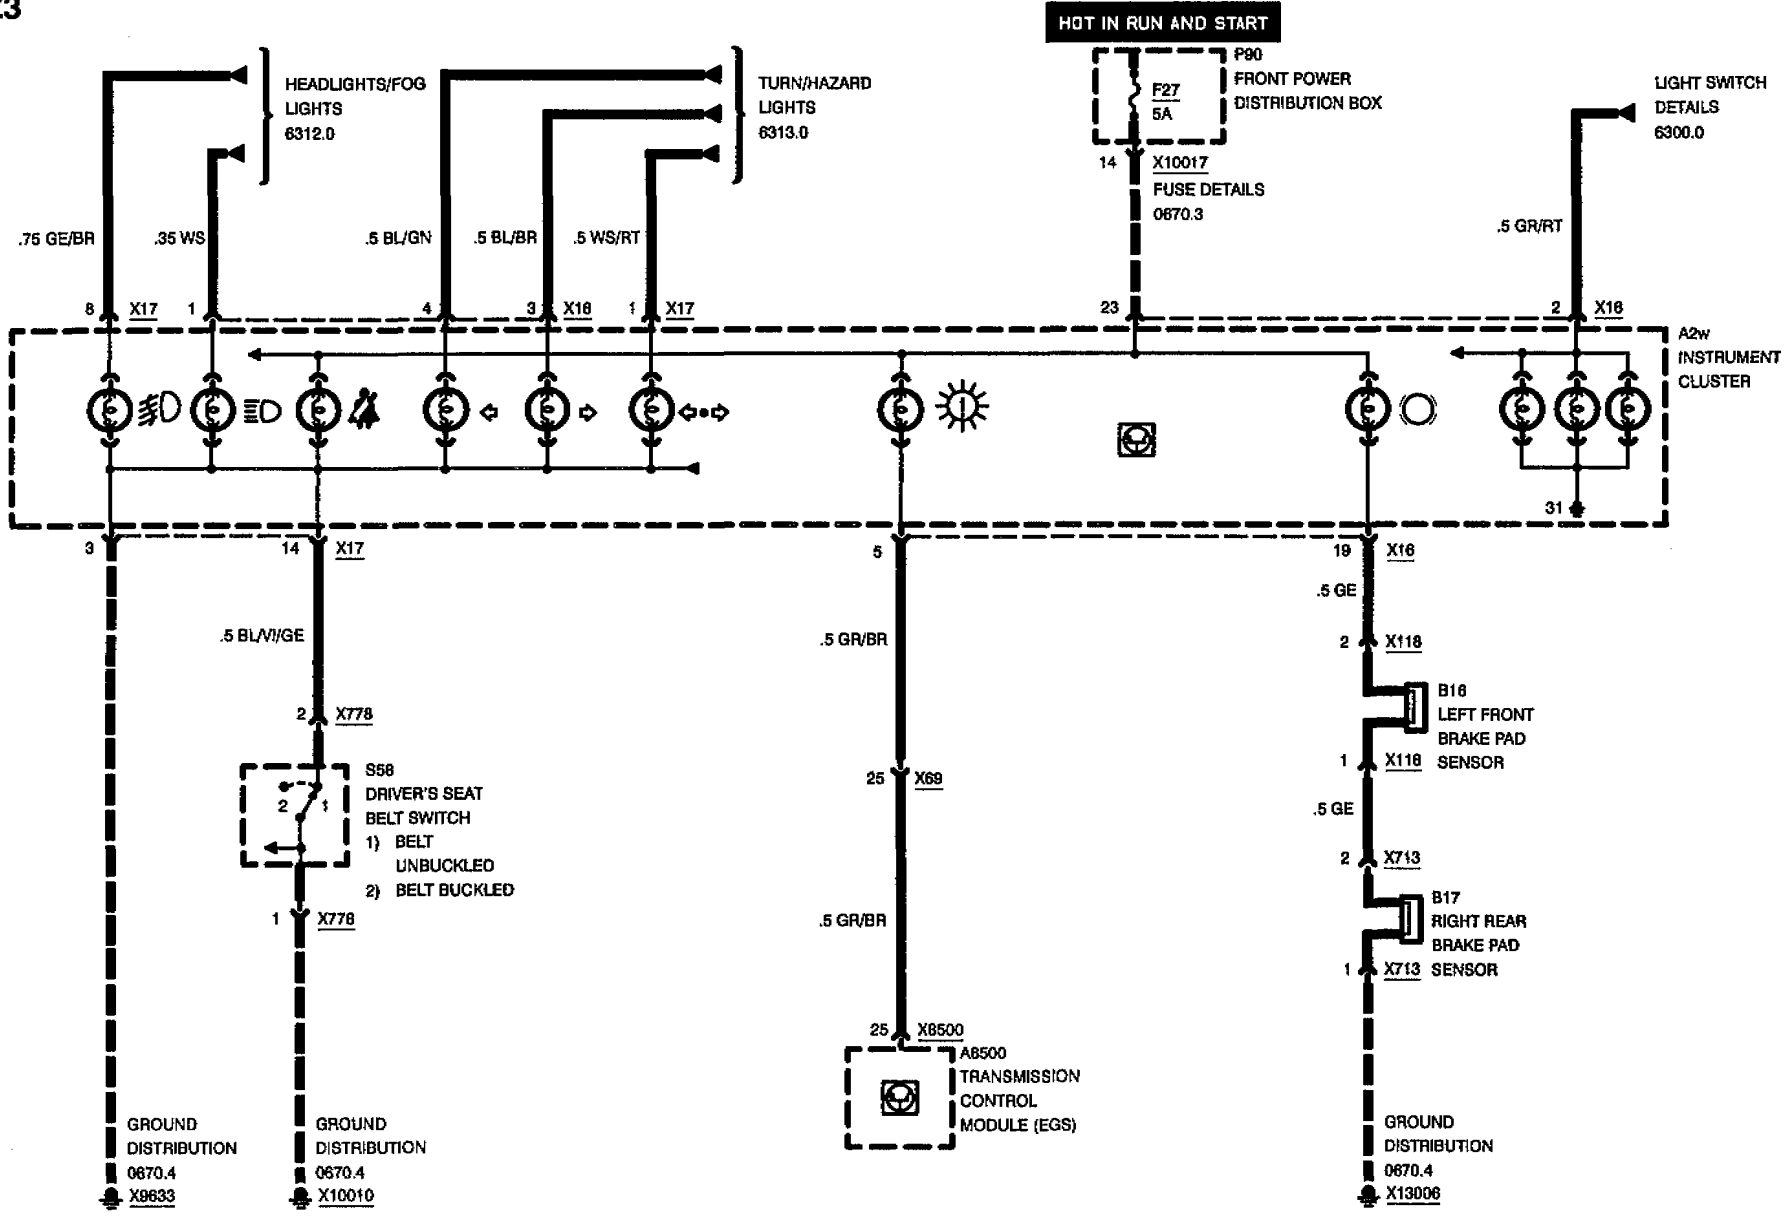 Z3
HOT IN RUN AND START
HEADLIGHTS/FOG
LIGHTS
6312.0
TURN/HAZARD
LIGHTS
6313.0
P90
FRONT POWER
DISTRIBUTION BOX
F27
5A
LIGHT SWITCH
DETAILS
6300.0
14 X10017
FUSE DETAILS
0670.3
.75 GE/BR
.35 WS
.5 BL/GN
.5 BL/BR
.5 WS/RT
.5 GR/RT
8 X17 1 4 3 X16 1 X17 23 2 X16
A2w
INSTRUMENT
CLUSTER
31
3 14 X17 5 19 X16
.5 GE
.5 BL/VI/GE
.5 GR/BR
2 X118
B16
LEFT FRONT
BRAKE PAD
SENSOR
2 X778
1 X118
S58
DRIVER'S SEAT
BELT SWITCH
1) BELT
UNBUCKLED
2) BELT BUCKLED
2 1
25 X69
.5 GE
2 X713
B17
RIGHT REAR
BRAKE PAD
SENSOR
1 X778
.5 GR/BR
1 X713
25 X8500
A8500
TRANSMISSION
CONTROL
MODULE (EGS)
GROUND
DISTRIBUTION
0670.4
X9633
GROUND
DISTRIBUTION
0670.4
X10010
GROUND
DISTRIBUTION
0670.4
X13006